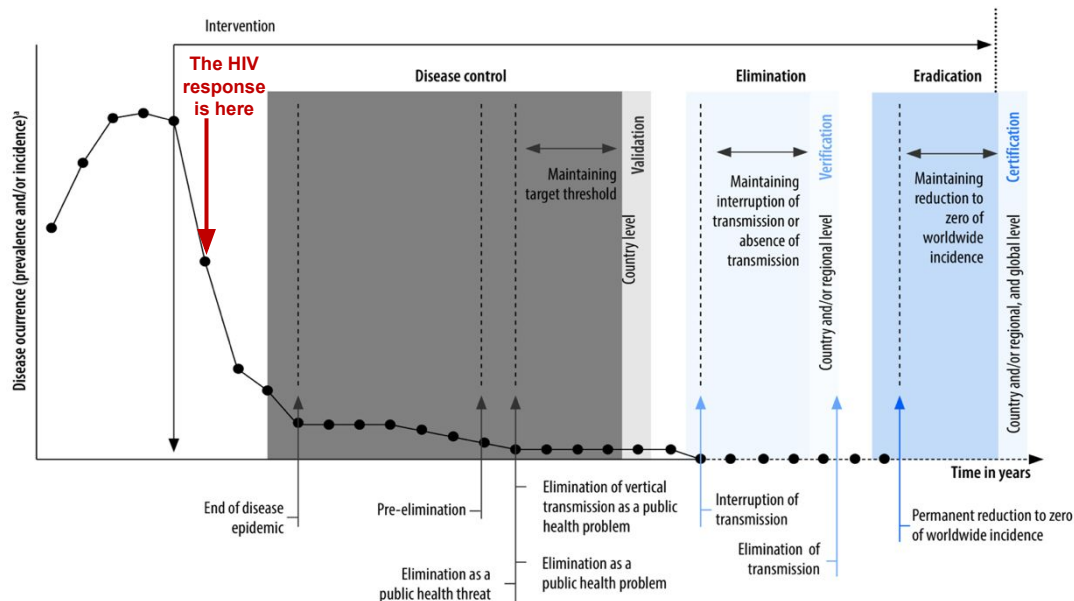 Intervention
The HIV
response
is here
Disease control
Elimination
Eradication
Disease ocurrence (prevalence and/or incidence)ᵃ
Maintaining
target threshold
Validation
Country level
Maintaining
interruption of
transmission or
absence of
transmission
Verification
Country and/or regional level
Maintaining
reduction to
zero of
worldwide
incidence
Certification
Country and/or regional, and global level
Time in years
End of disease
epidemic
Pre-elimination
Elimination of vertical
transmission as a public
health problem
Elimination as a
public health threat
Elimination as a
public health problem
Interruption of
transmission
Elimination of
transmission
Permanent reduction to zero
of worldwide incidence